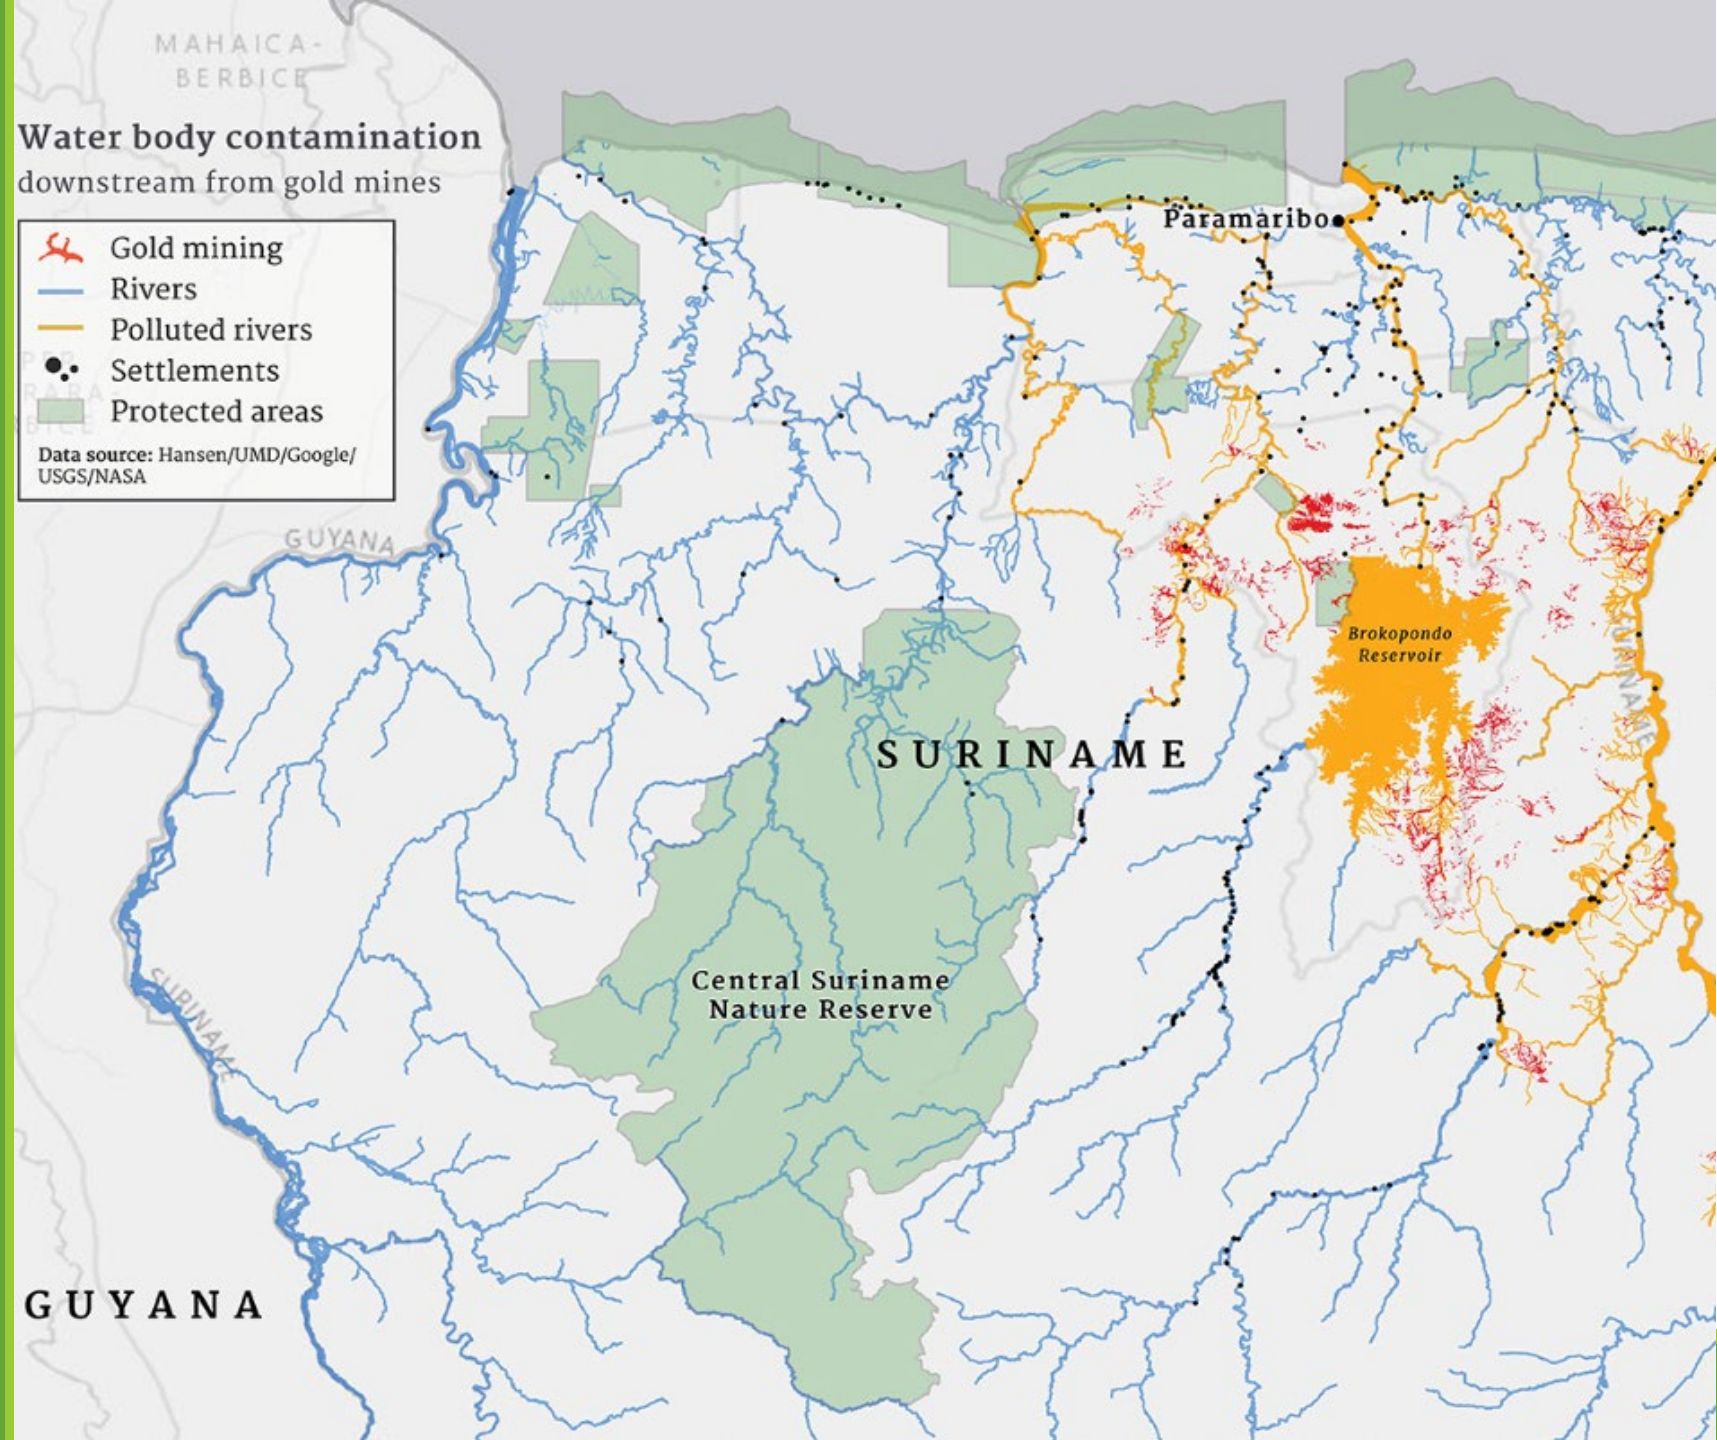 MAHAICA-
BERBICE
Water body contamination
downstream from gold mines
Gold mining
Rivers
Polluted rivers
Settlements
Protected areas
Data source: Hansen/UMD/Google/
USGS/NASA
Paramaribo
GUYANA
Brokopondo
Reservoir
SURINAME
SURINAME
Central Suriname
Nature Reserve
SURINAME
GUYANA